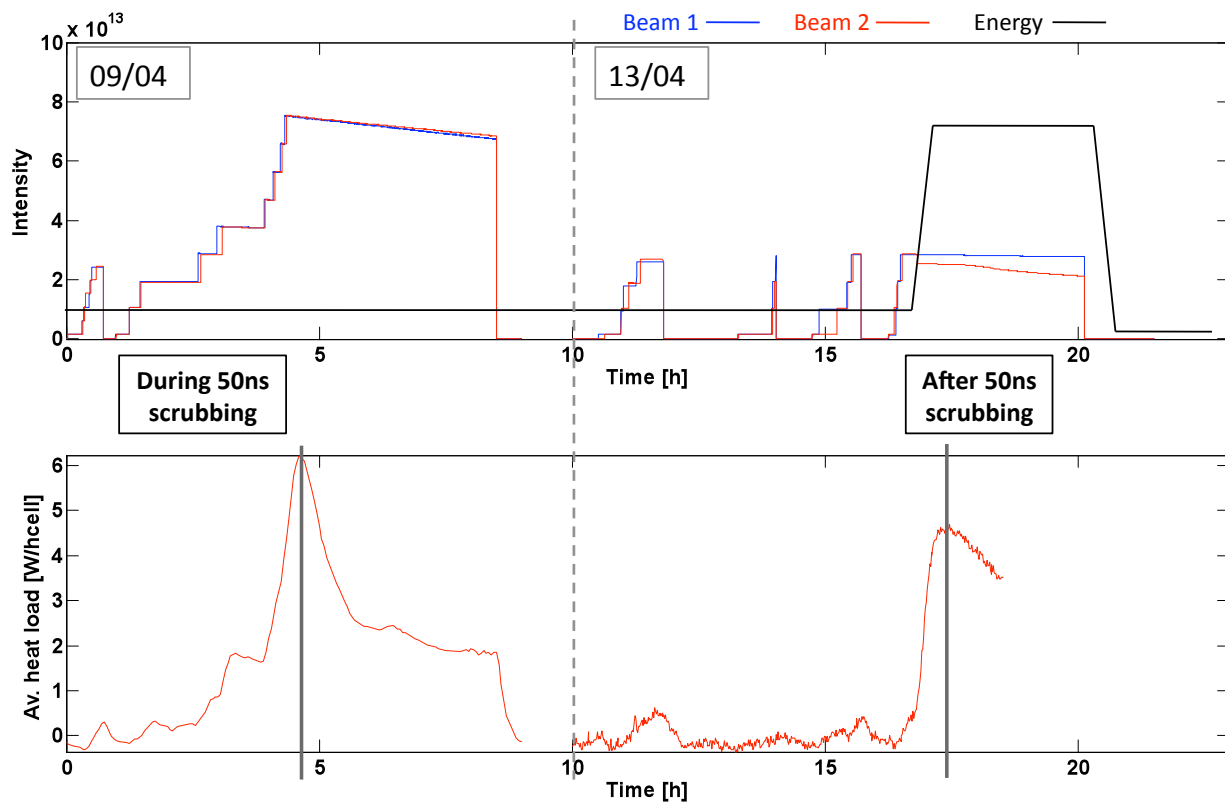 Beam 1 Beam 2 Energy
x 10^13
10
8
6
4
2
0
Intensity
09/04
13/04
0 5 10 15 20
Time [h]
During 50ns
scrubbing
After 50ns
scrubbing
6
5
4
3
2
1
0
Av. heat load [W/hcell]
0 5 10 15 20
Time [h]